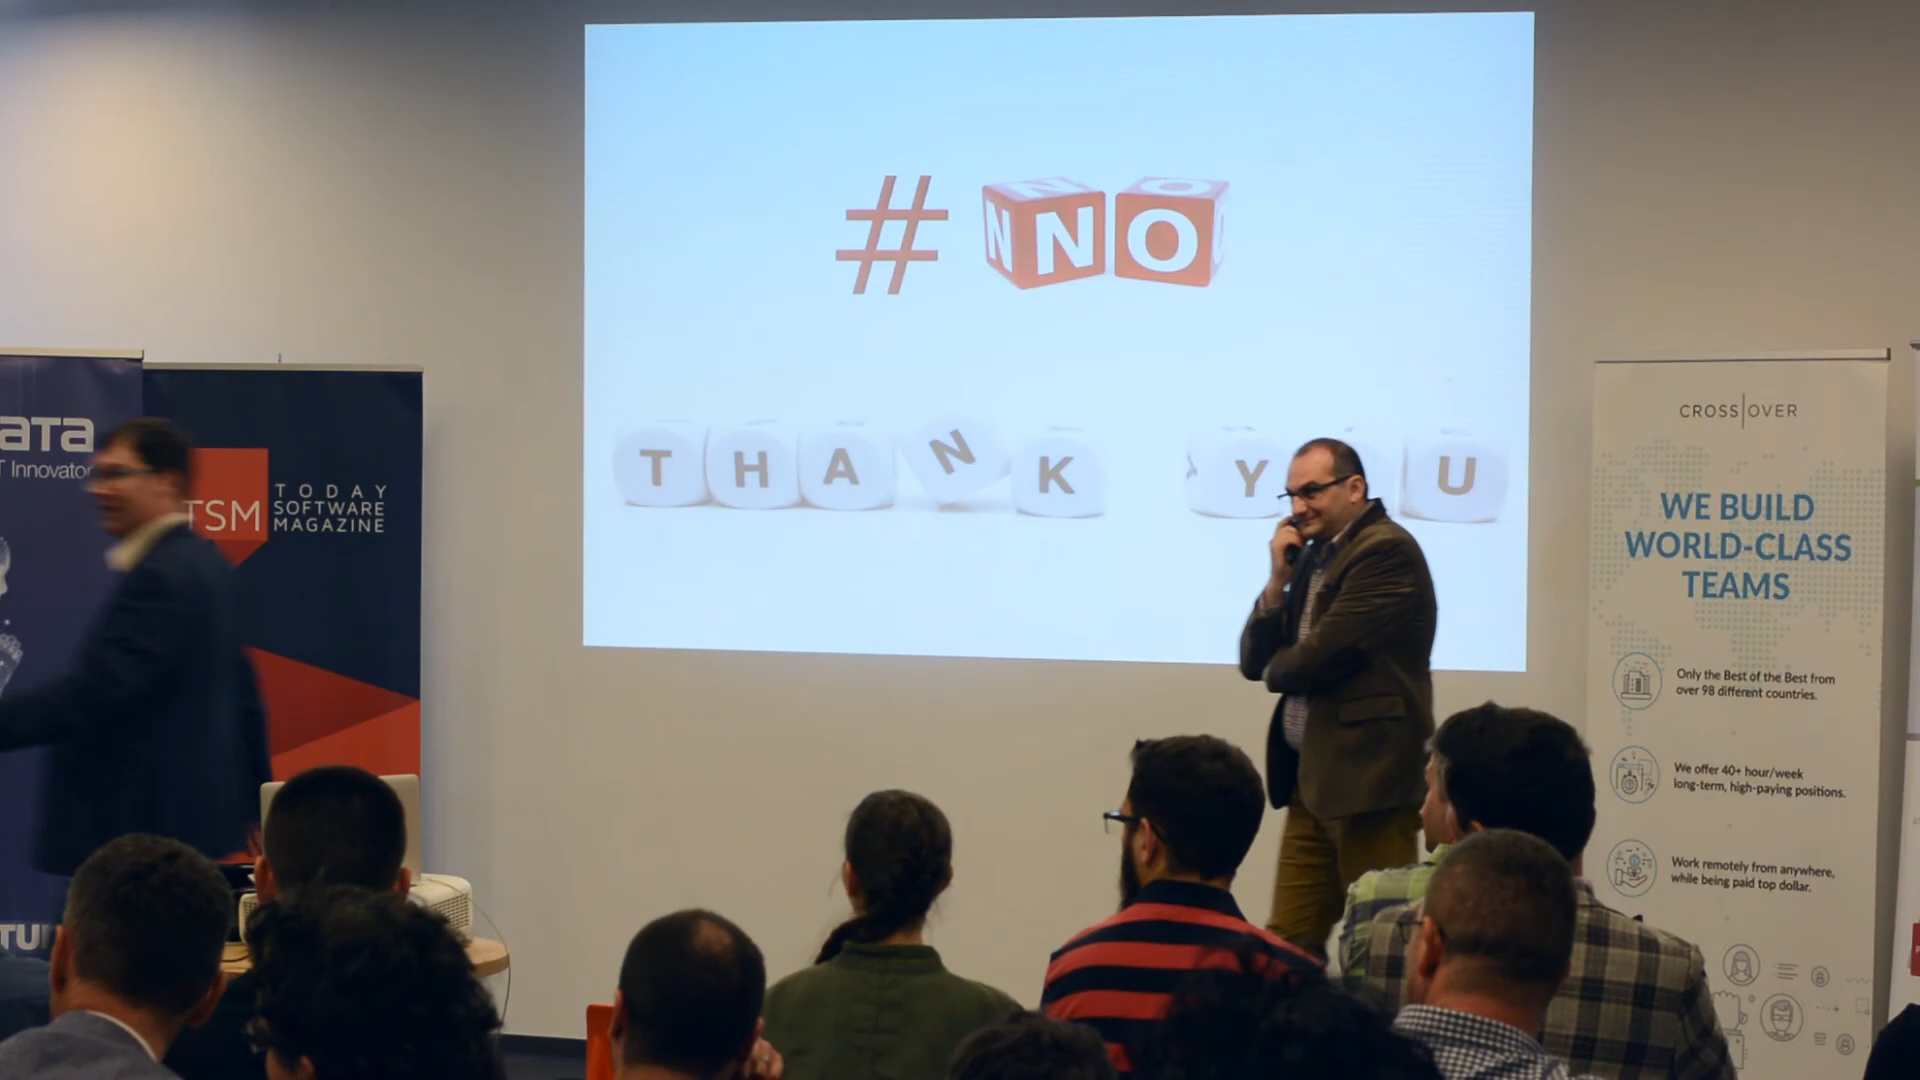 # NNO
N O
THANK Y U
ATA
T Innovator
TSM
TODAY
SOFTWARE
MAGAZINE
CROSS|OVER
WE BUILD
WORLD-CLASS
TEAMS
Only the Best of the Best from
over 98 different countries.
We offer 40+ hour/week
long-term, high-paying positions.
Work remotely from anywhere,
while being paid top dollar.